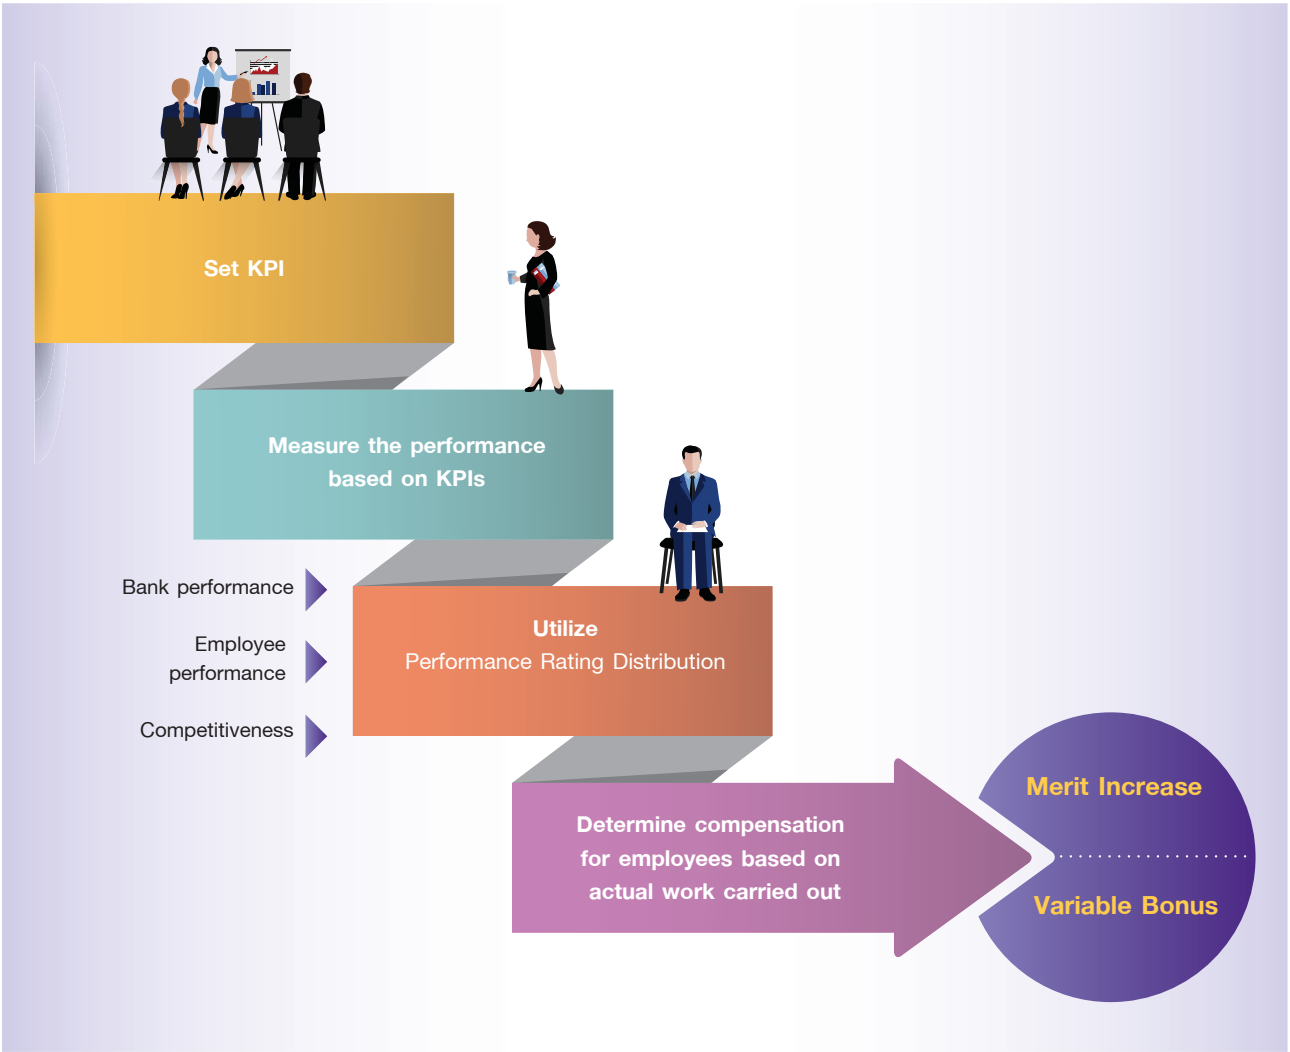 Set KPI
Measure the performance
based on KPIs
Bank performance
Employee
performance
Competitiveness
Utilize
Performance Rating Distribution
Determine compensation
for employees based on
actual work carried out
Merit Increase
Variable Bonus